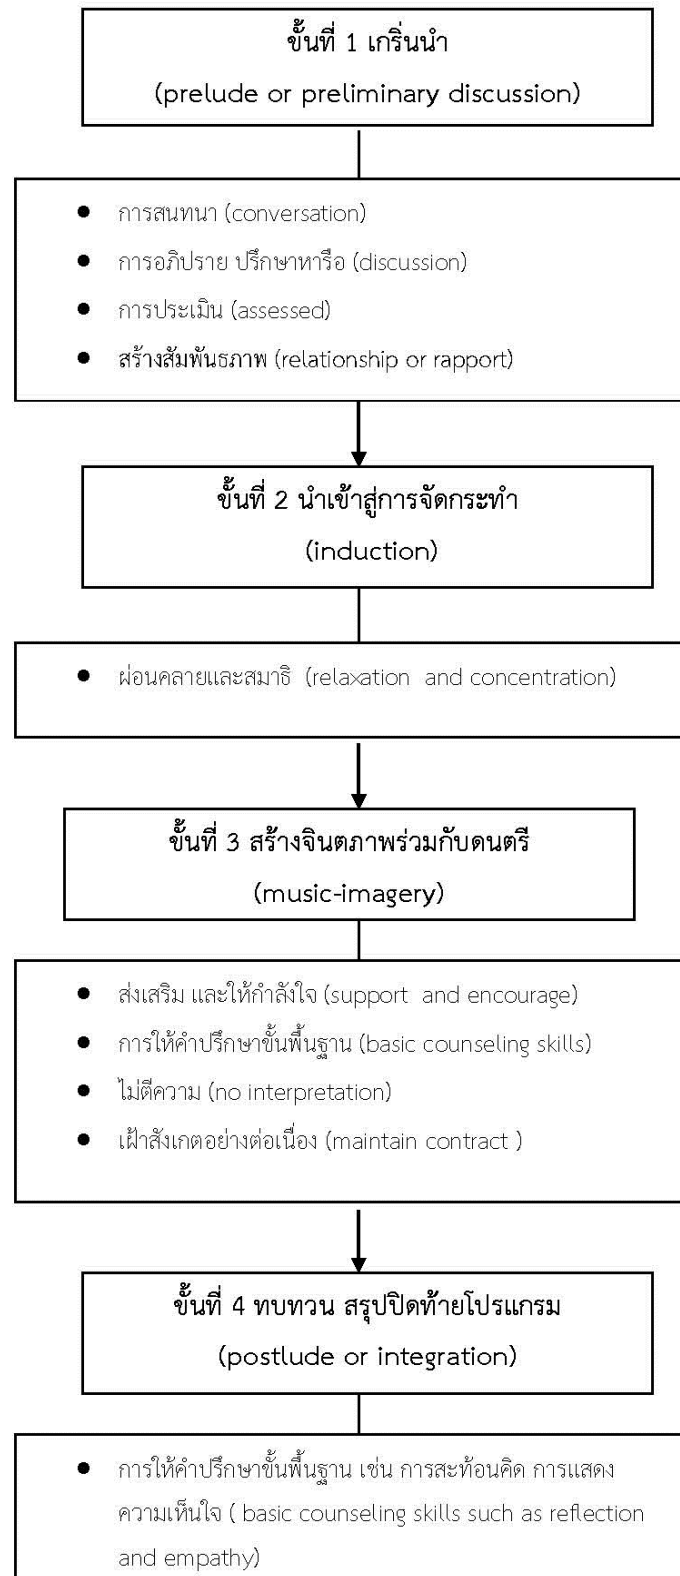 ขั้นที่ 1 เกริ่นนำ
(prelude or preliminary discussion)
● การสนทนา (conversation)
● การอภิปราย ปรึกษาหารือ (discussion)
● การประเมิน (assessed)
● สร้างสัมพันธภาพ (relationship or rapport)
ขั้นที่ 2 นำเข้าสู่การจัดกระทำ
(induction)
● ผ่อนคลายและสมาธิ (relaxation and concentration)
ขั้นที่ 3 สร้างจินตภาพร่วมกับดนตรี
(music-imagery)
● ส่งเสริม และให้กำลังใจ (support and encourage)
● การให้คำปรึกษาขั้นพื้นฐาน (basic counseling skills)
● ไม่ตีความ (no interpretation)
● เฝ้าสังเกตอย่างต่อเนื่อง (maintain contract )
ขั้นที่ 4 ทบทวน สรุปปิดท้ายโปรแกรม
(postlude or integration)
● การให้คำปรึกษาขั้นพื้นฐาน เช่น การสะท้อนคิด การแสดง
ความเห็นใจ ( basic counseling skills such as reflection
and empathy)